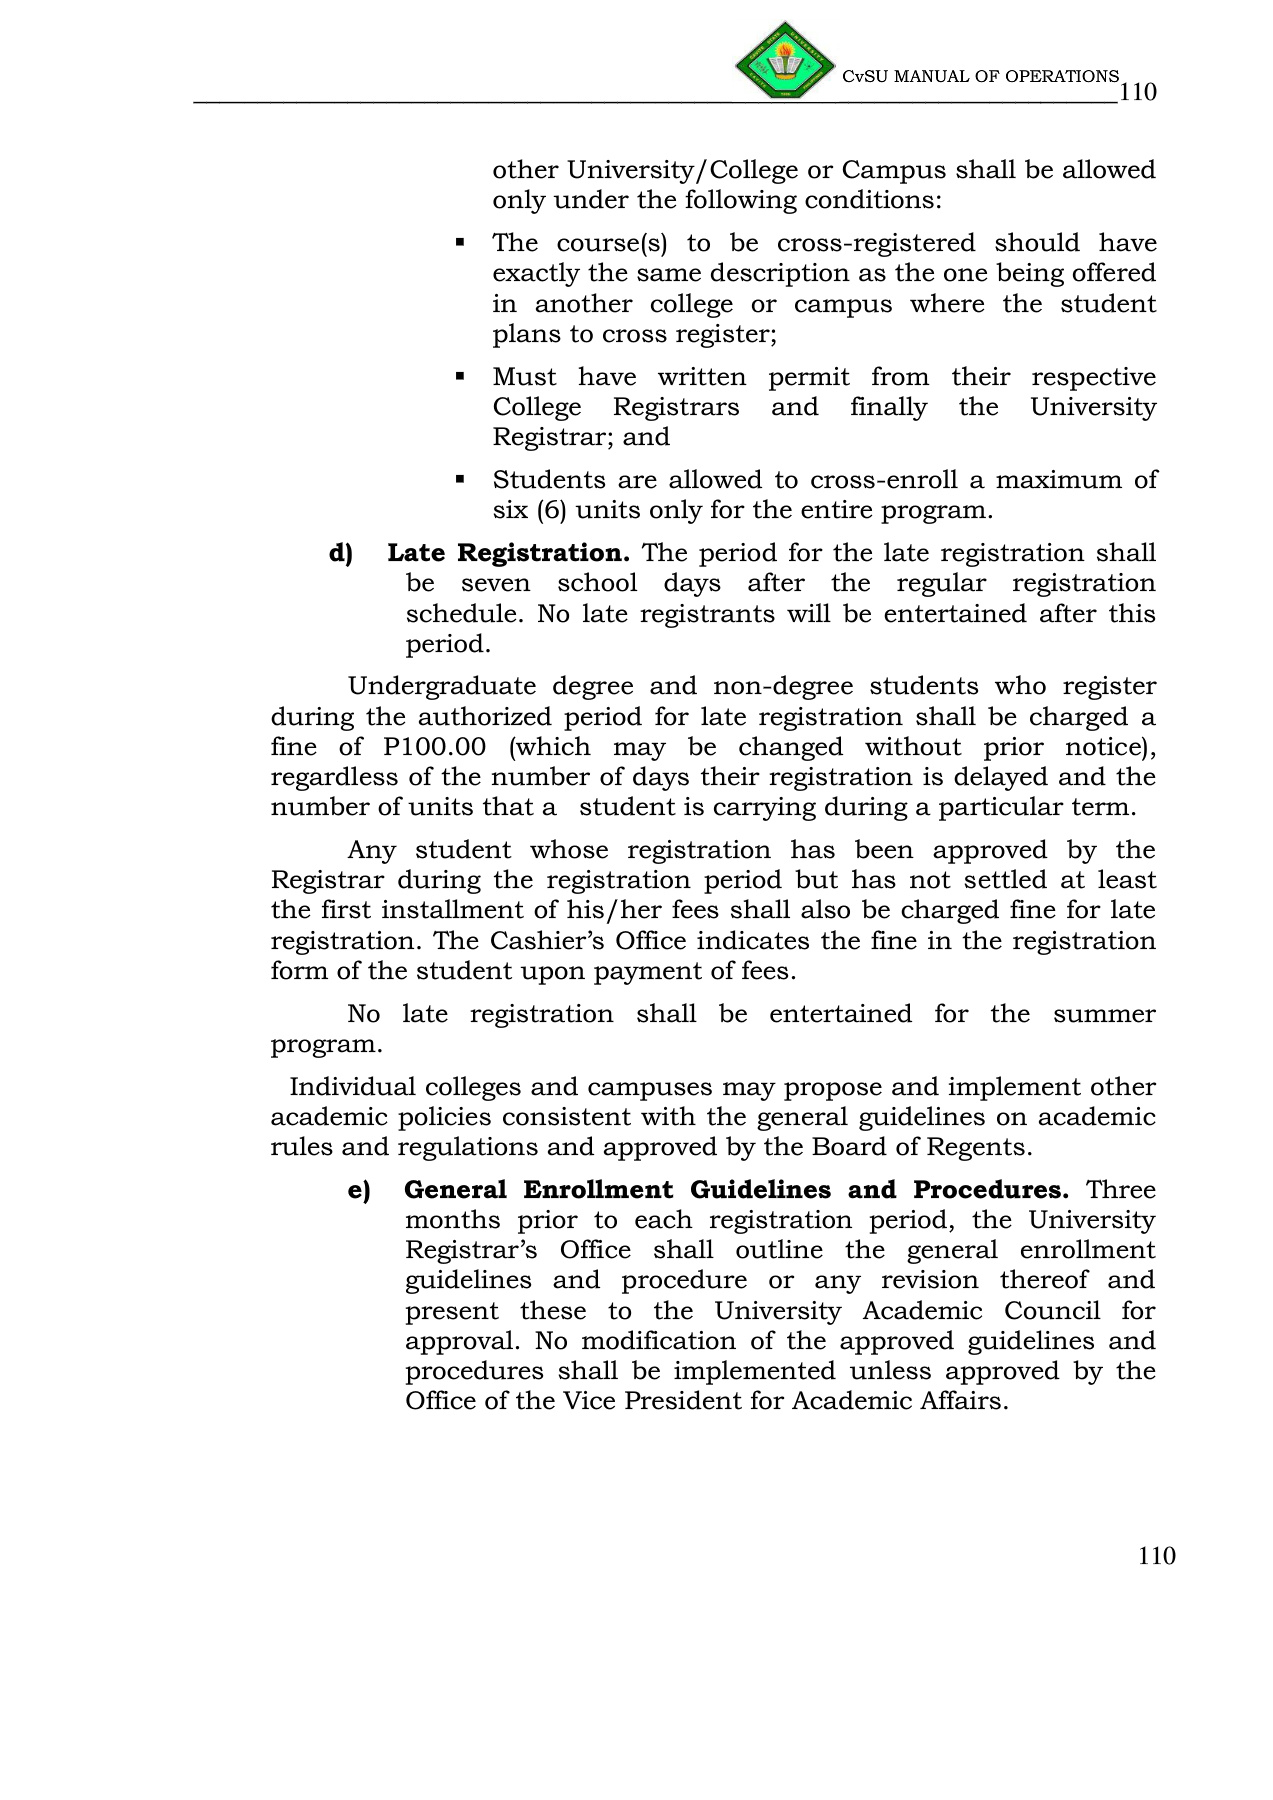 CvSU MANUAL OF OPERATIONS
110
other University/College or Campus shall be allowed
only under the following conditions:
▪ The course(s) to be cross-registered should have
exactly the same description as the one being offered
in another college or campus where the student
plans to cross register;
▪ Must have written permit from their respective
College Registrars and finally the University
Registrar; and
▪ Students are allowed to cross-enroll a maximum of
six (6) units only for the entire program.
d) Late Registration. The period for the late registration shall
be seven school days after the regular registration
schedule. No late registrants will be entertained after this
period.
Undergraduate degree and non-degree students who register
during the authorized period for late registration shall be charged a
fine of P100.00 (which may be changed without prior notice),
regardless of the number of days their registration is delayed and the
number of units that a student is carrying during a particular term.
Any student whose registration has been approved by the
Registrar during the registration period but has not settled at least
the first installment of his/her fees shall also be charged fine for late
registration. The Cashier’s Office indicates the fine in the registration
form of the student upon payment of fees.
No late registration shall be entertained for the summer
program.
Individual colleges and campuses may propose and implement other
academic policies consistent with the general guidelines on academic
rules and regulations and approved by the Board of Regents.
e) General Enrollment Guidelines and Procedures. Three
months prior to each registration period, the University
Registrar’s Office shall outline the general enrollment
guidelines and procedure or any revision thereof and
present these to the University Academic Council for
approval. No modification of the approved guidelines and
procedures shall be implemented unless approved by the
Office of the Vice President for Academic Affairs.
110